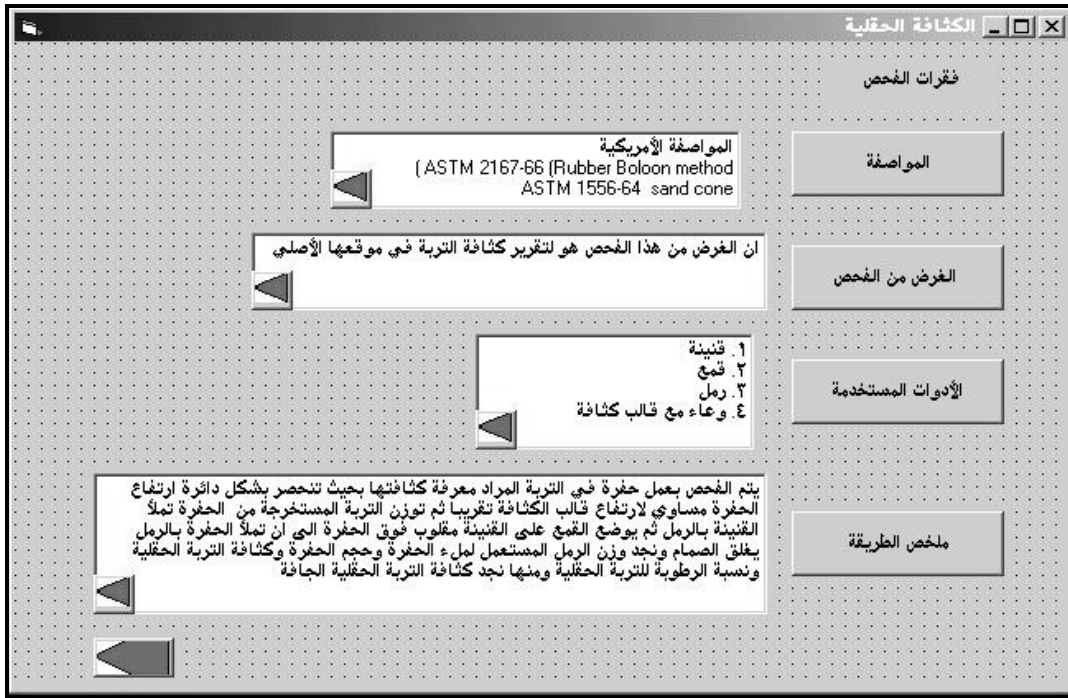 الكثافة الحقلية
فقرات الفحص
المواصفة
المواصفة الأمريكية
( ASTM 2167-66 (Rubber Boloon method
ASTM 1556-64 sand cone
الغرض من الفحص
ان الغرض من هذا الفحص هو لتقرير كثافة التربة في موقعها الأصلي
الأدوات المستخدمة
١. قنينة
٢. قمع
٣. رمل
٤. وعاء مع قالب كثافة
ملخص الطريقة
يتم الفحص بعمل حفرة في التربة المراد معرفة كثافتها بحيث تنحصر بشكل دائرة ارتفاع
الحفرة مساوي لارتفاع قالب الكثافة تقريبا ثم توزن التربة المستخرجة من الحفرة تملأ
القنينة بالرمل ثم يوضع القمع على القنينة مقلوب فوق الحفرة الى ان تملأ الحفرة بالرمل
يغلق الصمام ونجد وزن الرمل المستعمل لملء الحفرة وحجم الحفرة وكثافة التربة الحقلية
ونسبة الرطوبة للتربة الحقلية ومنها نجد كثافة التربة الحقلية الجافة